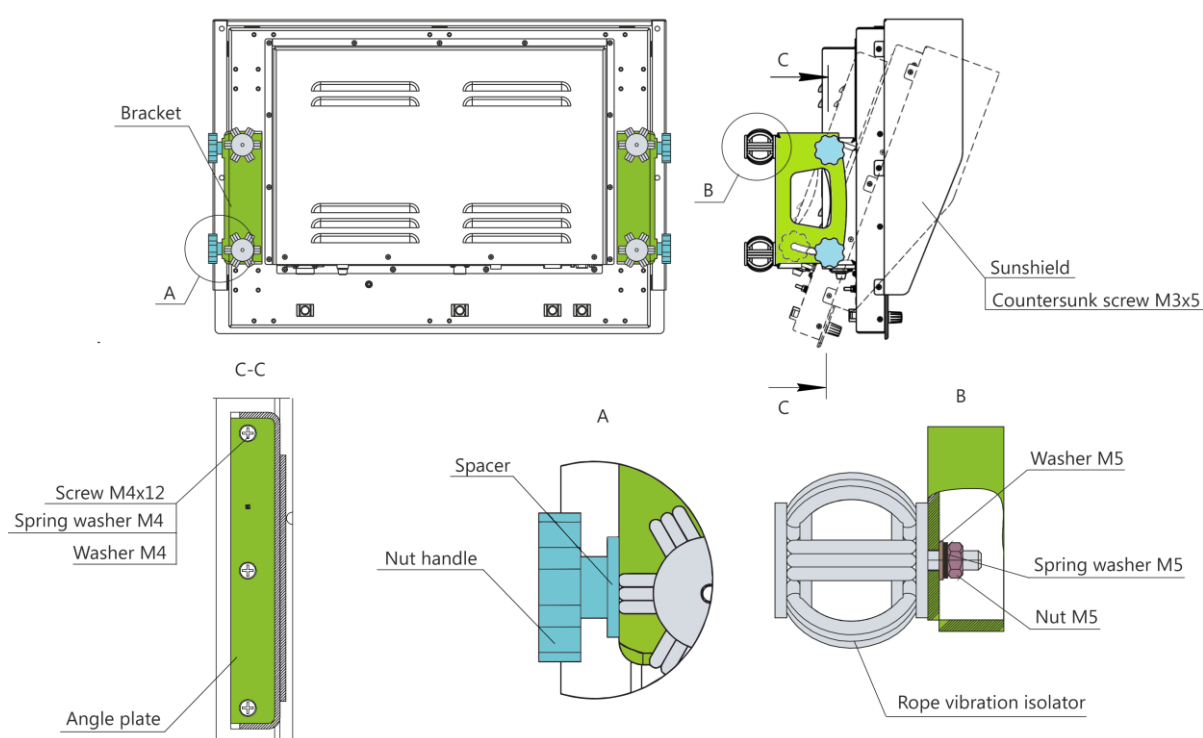 Bracket
A
C
B
C
Sunshield
Countersunk screw M3x5
C-C
Screw M4x12
Spring washer M4
Washer M4
Angle plate
A
Spacer
Nut handle
B
Washer M5
Spring washer M5
Nut M5
Rope vibration isolator